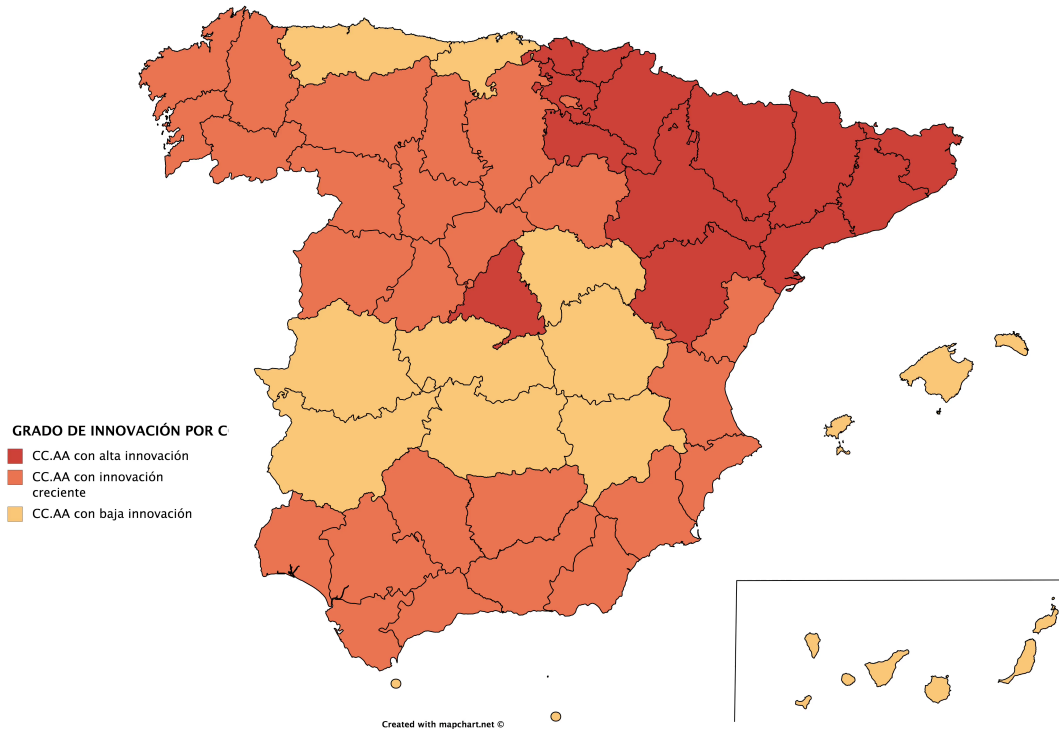 GRADO DE INNOVACIÓN POR C
CC.AA con alta innovación
CC.AA con innovación
creciente
CC.AA con baja innovación
Created with mapchart.net ©